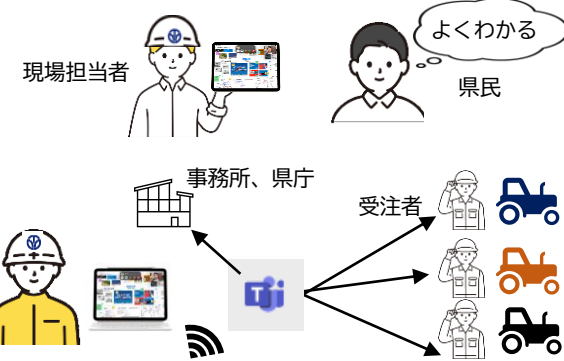 よくわかる
現場担当者
県民
事務所、県庁
受注者
T